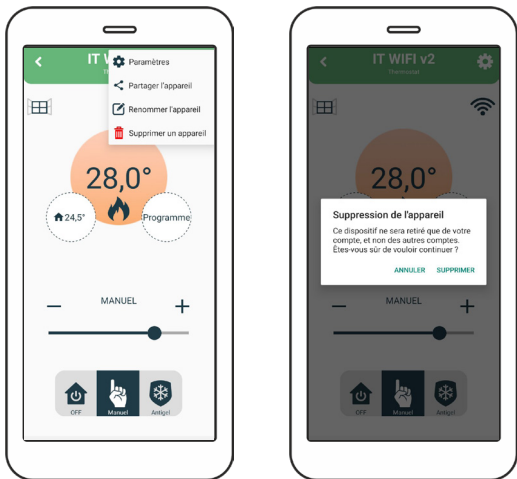 IT W
Paramètres
Partager l'appareil
Renommer l'appareil
Supprimer un appareil
28,0°
24,5°
Programme
MANUEL
OFF
Manuel
Antigel
IT WIFI v2
Thermostat
28,0°
Suppression de l'appareil
Ce dispositif ne sera retiré que de votre
compte, et non des autres comptes.
Êtes-vous sûr de vouloir continuer ?
ANNULER SUPPRIMER
MANUEL
OFF
Manuel
Antigel